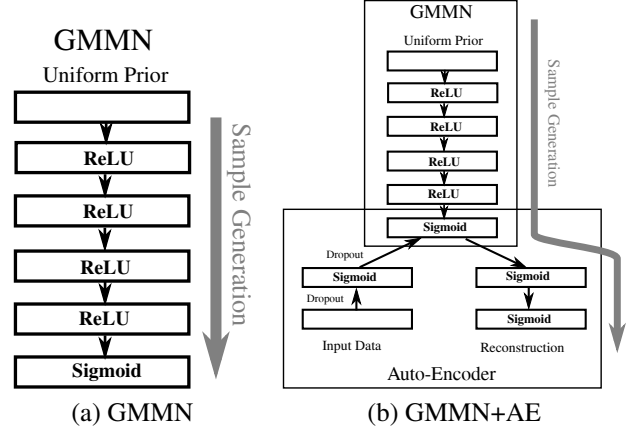 GMMN
Uniform Prior
ReLU
ReLU
ReLU
ReLU
Sigmoid
Sample Generation
(a) GMMN
GMMN
Uniform Prior
ReLU
ReLU
ReLU
ReLU
Sigmoid
Sample Generation
Dropout
Sigmoid
Sigmoid
Dropout
Sigmoid
Input Data
Reconstruction
Auto-Encoder
(b) GMMN+AE